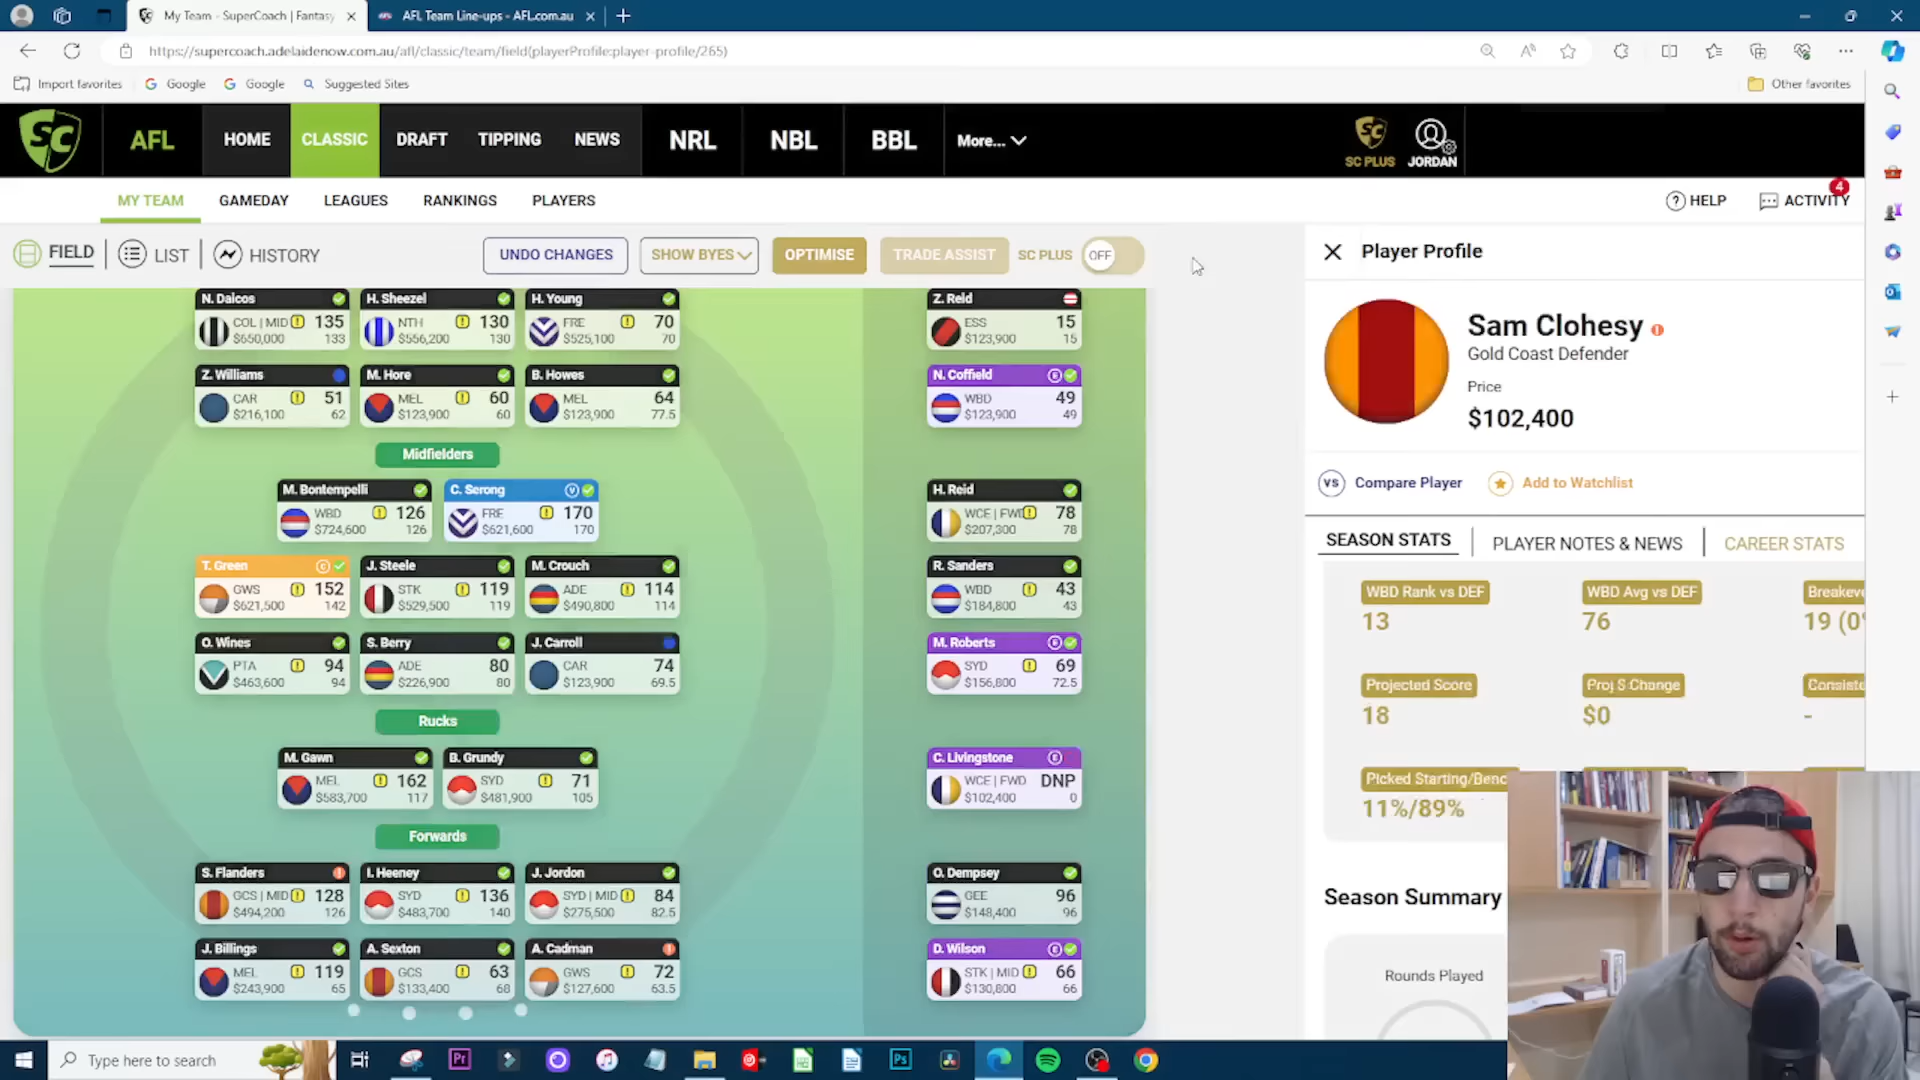 My Team - SuperCoach | Fantasy
AFL Team Line-ups - AFL.com.au
https://supercoach.adelaidenow.com.au/afl/classic/team/field(playerProfile:player-profile/265)
Import favorites
Google
Google
Suggested Sites
Other favorites
SC
AFL
HOME
CLASSIC
DRAFT
TIPPING
NEWS
NRL
NBL
BBL
More...
SC PLUS
JORDAN
MY TEAM
GAMEDAY
LEAGUES
RANKINGS
PLAYERS
HELP
ACTIVITY
4
FIELD
LIST
HISTORY
UNDO CHANGES
SHOW BYES
OPTIMISE
TRADE ASSIST
SC PLUS
OFF
N. Daicos
COL | MID 135
$650,000 133
H. Sheezel
NTH 130
$556,200 130
H. Young
FRE 70
$525,100 70
Z. Reid
ESS 15
$123,900 15
Z. Williams
CAR 51
$216,100 62
M. Hore
MEL 60
$123,900 60
B. Howes
MEL 64
$123,900 77.5
N. Coffield E
WBD 49
$123,900 49
Midfielders
M. Bontempelli
WBD 126
$724,600 126
C. Serong V
FRE 170
$621,600 170
H. Reid
WCE | FWD 78
$207,300 78
T. Green C
GWS 152
$621,500 142
J. Steele
STK 119
$529,500 119
M. Crouch
ADE 114
$490,800 114
R. Sanders
WBD 43
$184,800 43
O. Wines
PTA 94
$463,600 94
S. Berry
ADE 80
$226,900 80
J. Carroll
CAR 74
$123,900 69.5
M. Roberts E
SYD 69
$156,800 72.5
Rucks
M. Gawn
MEL 162
$583,700 117
B. Grundy
SYD 71
$481,900 105
C. Livingstone E
WCE | FWD DNP
$102,400 0
Forwards
S. Flanders
GCS | MID 128
$494,200 126
I. Heeney
SYD 136
$483,700 140
J. Jordon
SYD | MID 84
$275,500 82.5
O. Dempsey
GEE 96
$148,400 96
J. Billings
MEL 119
$243,900 65
A. Sexton
GCS 63
$133,400 68
A. Cadman
GWS 72
$127,600 63.5
D. Wilson E
STK | MID 66
$130,800 66
Player Profile
Sam Clohesy
Gold Coast Defender
Price
$102,400
VS Compare Player
Add to Watchlist
SEASON STATS
PLAYER NOTES & NEWS
CAREER STATS
WBD Rank vs DEF
13
WBD Avg vs DEF
76
Breakeve
19 (0%
Projected Score
18
Proj $ Change
$0
Consiste
-
Picked Starting/Benc
11%/89%
Season Summary
Rounds Played
Type here to search